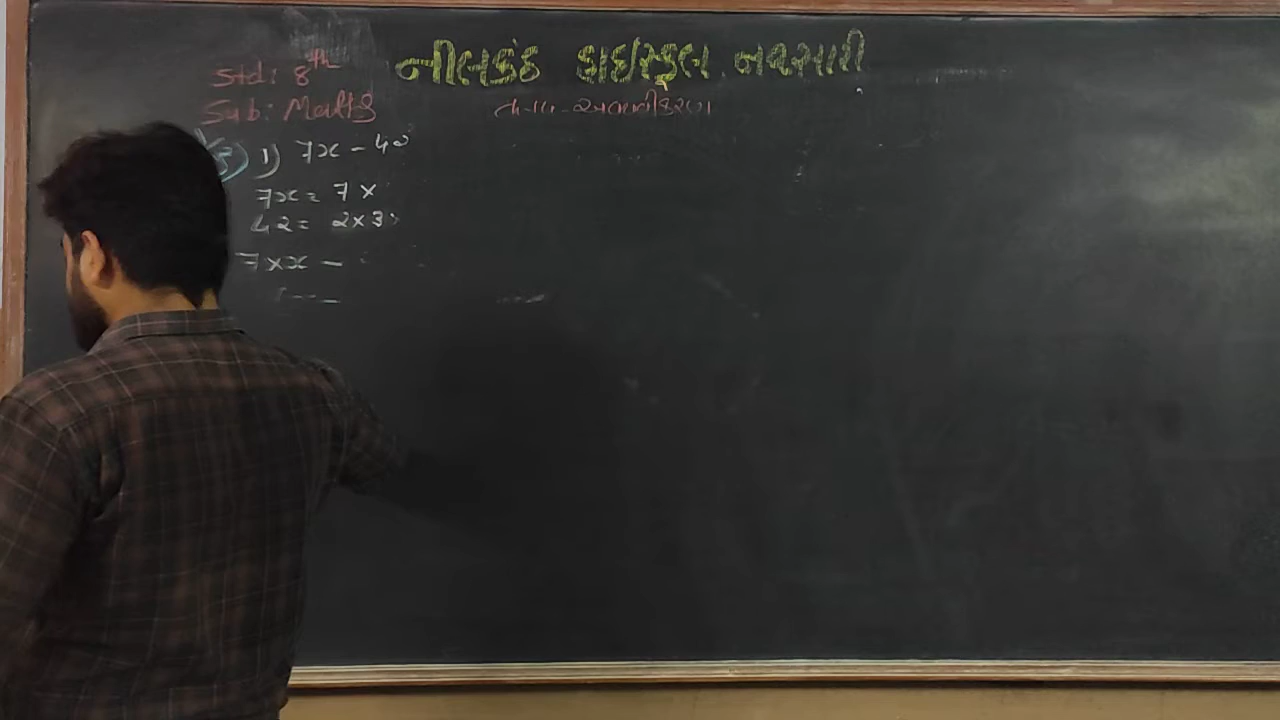 નીલકંઠ હાઈસ્કુલ નવસારી
Std: 8th
Sub: Maths
1) 7x - 42
7x = 7 x
42 = 2 x 3
7 x x -